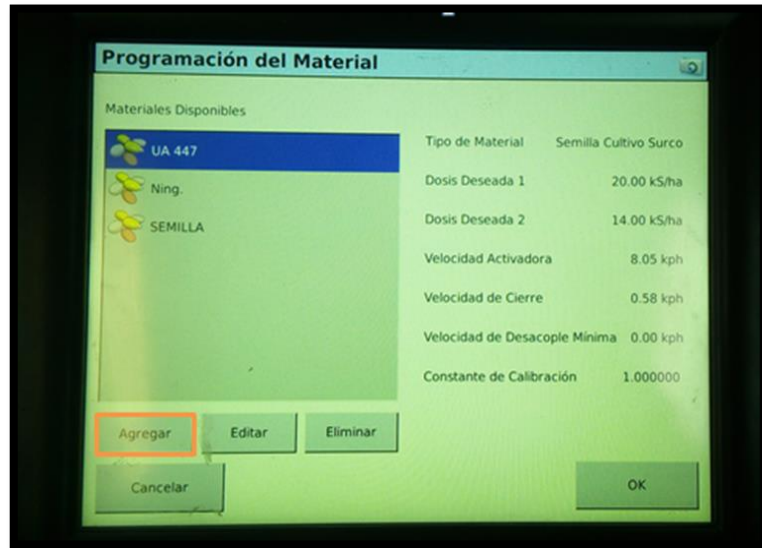 Programación del Material
Materiales Disponibles
UA 447
Ning.
SEMILLA
Tipo de Material Semilla Cultivo Surco
Dosis Deseada 1 20.00 kS/ha
Dosis Deseada 2 14.00 kS/ha
Velocidad Activadora 8.05 kph
Velocidad de Cierre 0.58 kph
Velocidad de Desacople Mínima 0.00 kph
Constante de Calibración 1.000000
Agregar Editar Eliminar
Cancelar OK